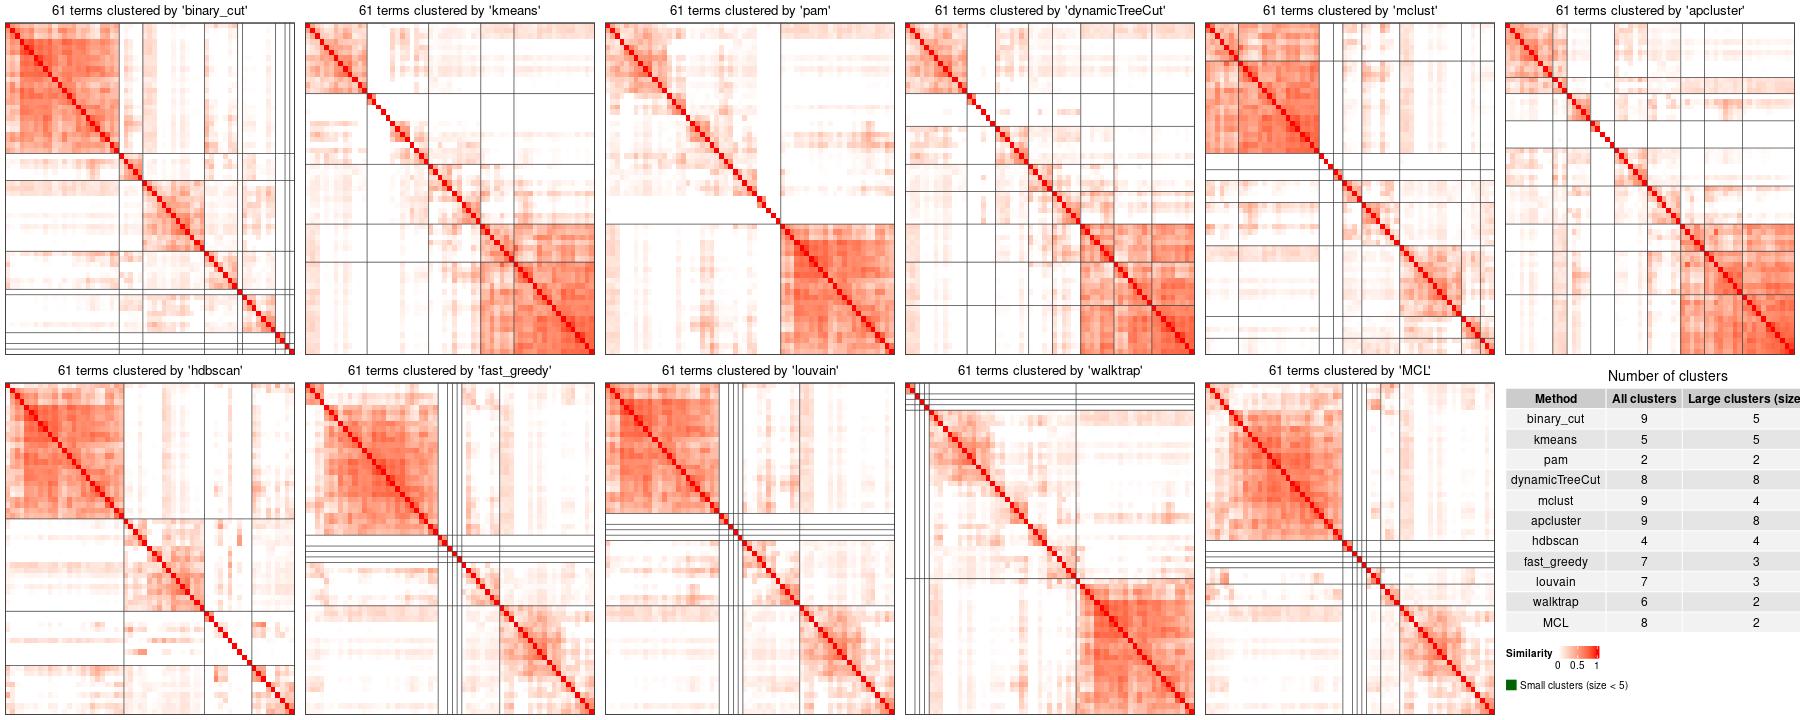 61 terms clustered by 'binary_cut'
61 terms clustered by 'kmeans'
61 terms clustered by 'pam'
61 terms clustered by 'dynamicTreeCut'
61 terms clustered by 'mclust'
61 terms clustered by 'apcluster'
61 terms clustered by 'hdbscan'
61 terms clustered by 'fast_greedy'
61 terms clustered by 'louvain'
61 terms clustered by 'walktrap'
61 terms clustered by 'MCL'
Number of clusters
Method All clusters Large clusters (size
binary_cut 9 5
kmeans 5 5
pam 2 2
dynamicTreeCut 8 8
mclust 9 4
apcluster 9 8
hdbscan 4 4
fast_greedy 7 3
louvain 7 3
walktrap 6 2
MCL 8 2
Similarity
0 0.5 1
Small clusters (size < 5)